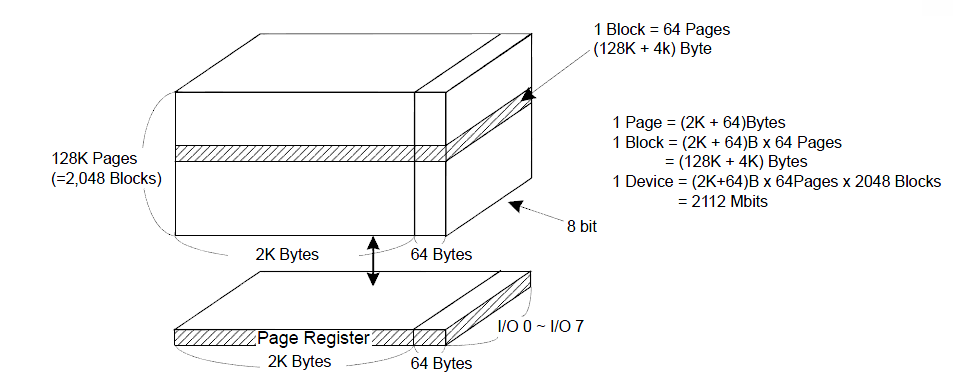 1 Block = 64 Pages
(128K + 4k) Byte
1 Page = (2K + 64)Bytes
1 Block = (2K + 64)B x 64 Pages
= (128K + 4K) Bytes
1 Device = (2K+64)B x 64Pages x 2048 Blocks
= 2112 Mbits
128K Pages
(=2,048 Blocks)
8 bit
2K Bytes
64 Bytes
Page Register
I/O 0 ~ I/O 7
2K Bytes
64 Bytes